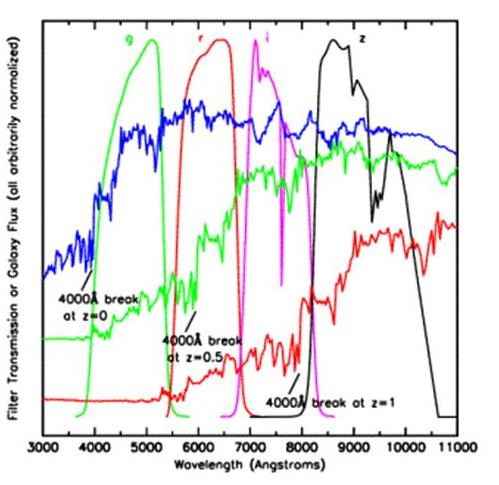 g r i z
Filter Transmission or Galaxy Flux (all arbitrarily normalized)
4000Å break
at z=0
4000Å break
at z=0.5
4000Å break at z=1
3000 4000 5000 6000 7000 8000 9000 10000 11000
Wavelength (Angstroms)